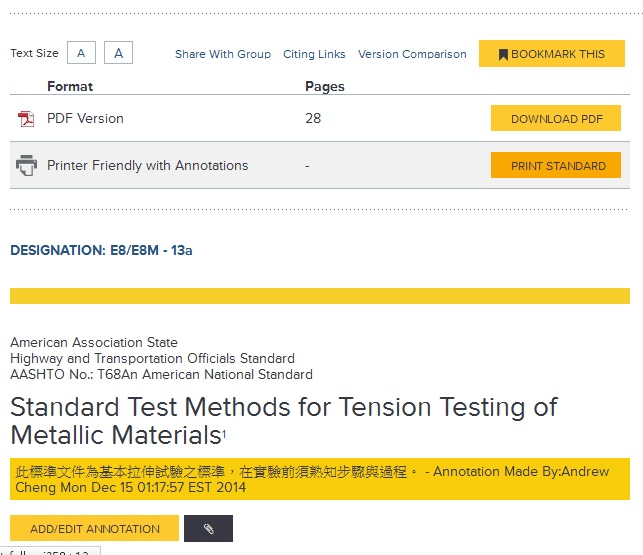 Text Size A A Share With Group Citing Links Version Comparison BOOKMARK THIS
Format Pages
PDF Version 28 DOWNLOAD PDF
Printer Friendly with Annotations - PRINT STANDARD
DESIGNATION: E8/E8M - 13a
American Association State
Highway and Transportation Officials Standard
AASHTO No.: T68An American National Standard
Standard Test Methods for Tension Testing of
Metallic Materials1
此標準文件為基本拉伸試驗之標準，在實驗前須熟知步驟與過程。 - Annotation Made By:Andrew
Cheng Mon Dec 15 01:17:57 EST 2014
ADD/EDIT ANNOTATION